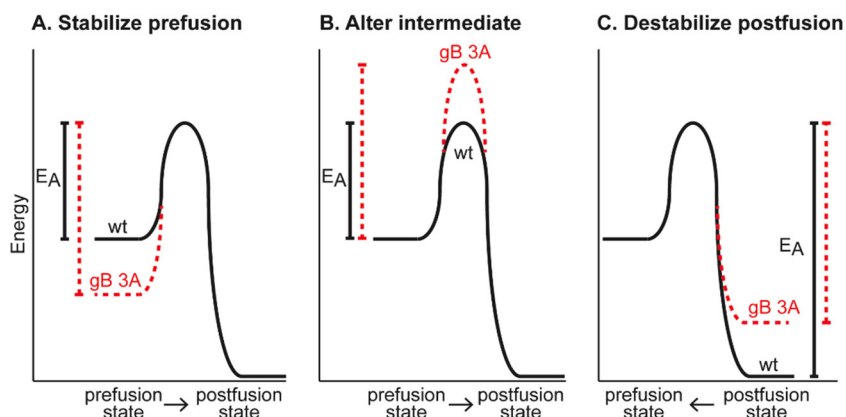 A. Stabilize prefusion
B. Alter intermediate
C. Destabilize postfusion
Energy
EA
wt
gB 3A
prefusion state → postfusion state
EA
gB 3A
wt
prefusion state → postfusion state
EA
gB 3A
wt
prefusion state ← postfusion state